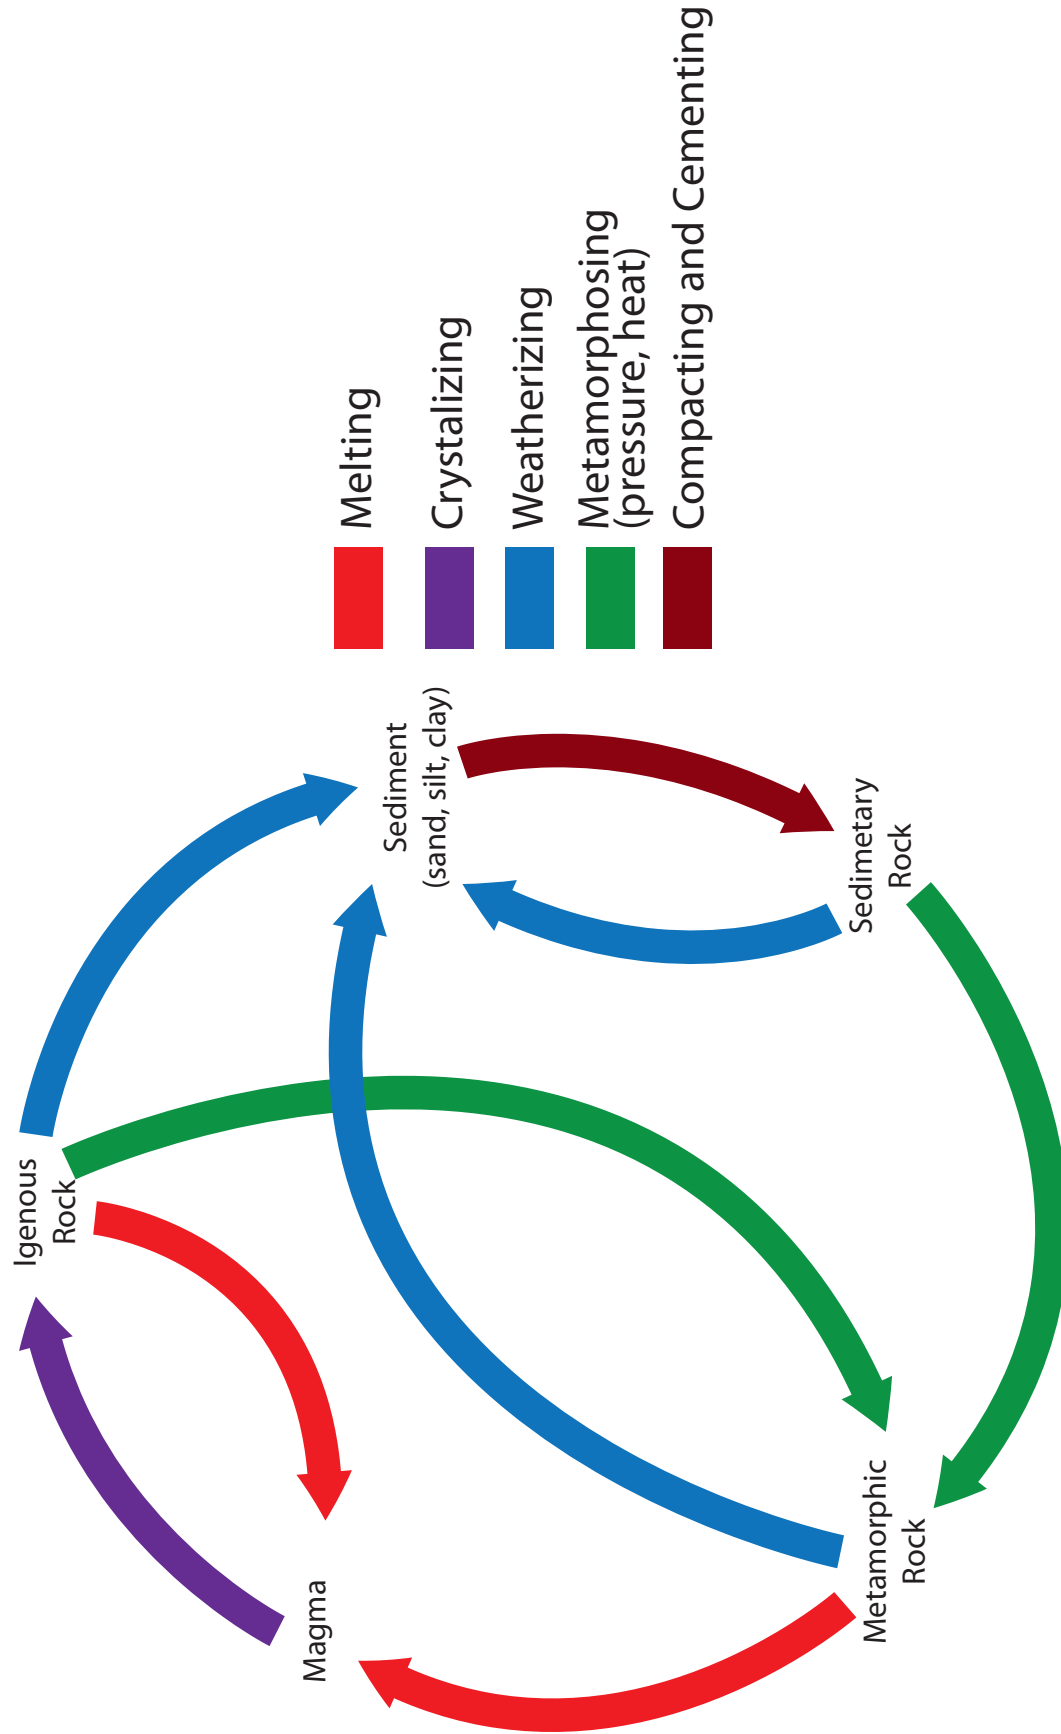 Igenous
Rock
Sediment
(sand, silt, clay)
Sedimetary
Rock
Metamorphic
Rock
Magma
Melting
Crystalizing
Weatherizing
Metamorphosing
(pressure, heat)
Compacting and Cementing